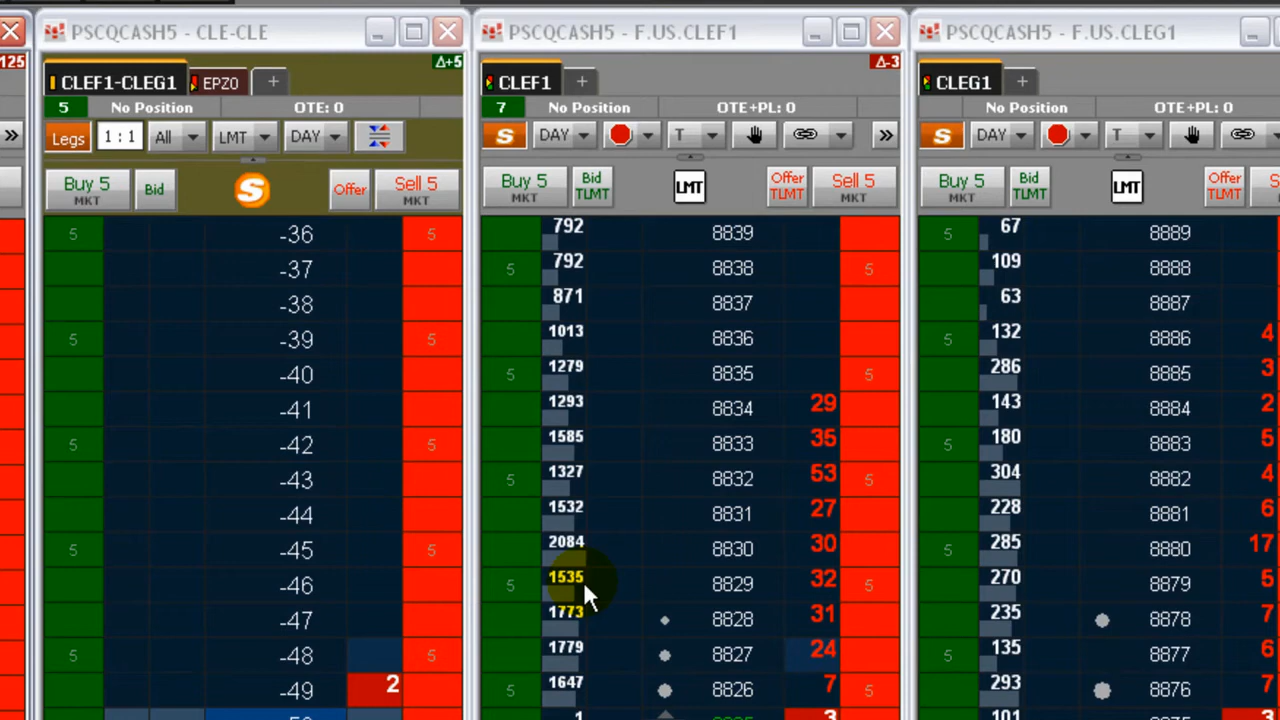 PSCQCASH5 - CLE-CLE
PSCQCASH5 - F.US.CLEF1
PSCQCASH5 - F.US.CLEG1
125
CLEF1-CLEG1 EPZ0 + Δ+5
CLEF1 + Δ-3
CLEG1 +
5 No Position OTE: 0
7 No Position OTE+PL: 0
No Position OTE+PL: 0
» Legs 1 : 1 All LMT DAY
S DAY T »
S DAY T
Buy 5 MKT Bid S Offer Sell 5 MKT
Buy 5 MKT Bid TLMT LMT Offer TLMT Sell 5 MKT
Buy 5 MKT Bid TLMT LMT Offer TLMT S
5 -36 5 792 8839 5 67 8889
-37 5 792 8838 5 109 8888
-38 871 8837 63 8887
5 -39 5 1013 8836 5 132 8886 4
-40 5 1279 8835 5 286 8885 3
-41 1293 8834 29 143 8884 2
5 -42 5 1585 8833 35 5 180 8883 5
-43 5 1327 8832 53 5 304 8882 4
-44 1532 8831 27 228 8881 6
5 -45 5 2084 8830 30 5 285 8880 17
-46 5 1535 8829 32 5 270 8879 5
-47 1773 8828 31 235 8878 7
5 -48 5 1779 8827 24 5 135 8877 6
-49 2 5 1647 8826 7 5 293 8876 7
1 3 101 3